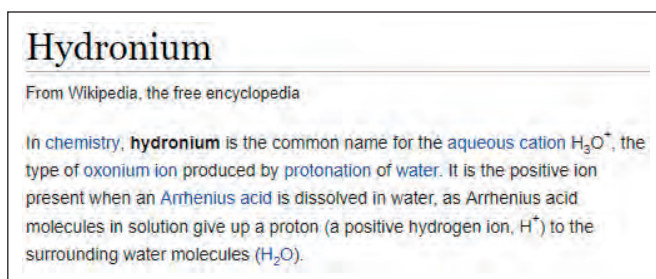 Hydronium
From Wikipedia, the free encyclopedia
In chemistry, hydronium is the common name for the aqueous cation H₃O⁺, the
type of oxonium ion produced by protonation of water. It is the positive ion
present when an Arrhenius acid is dissolved in water, as Arrhenius acid
molecules in solution give up a proton (a positive hydrogen ion, H⁺) to the
surrounding water molecules (H₂O).